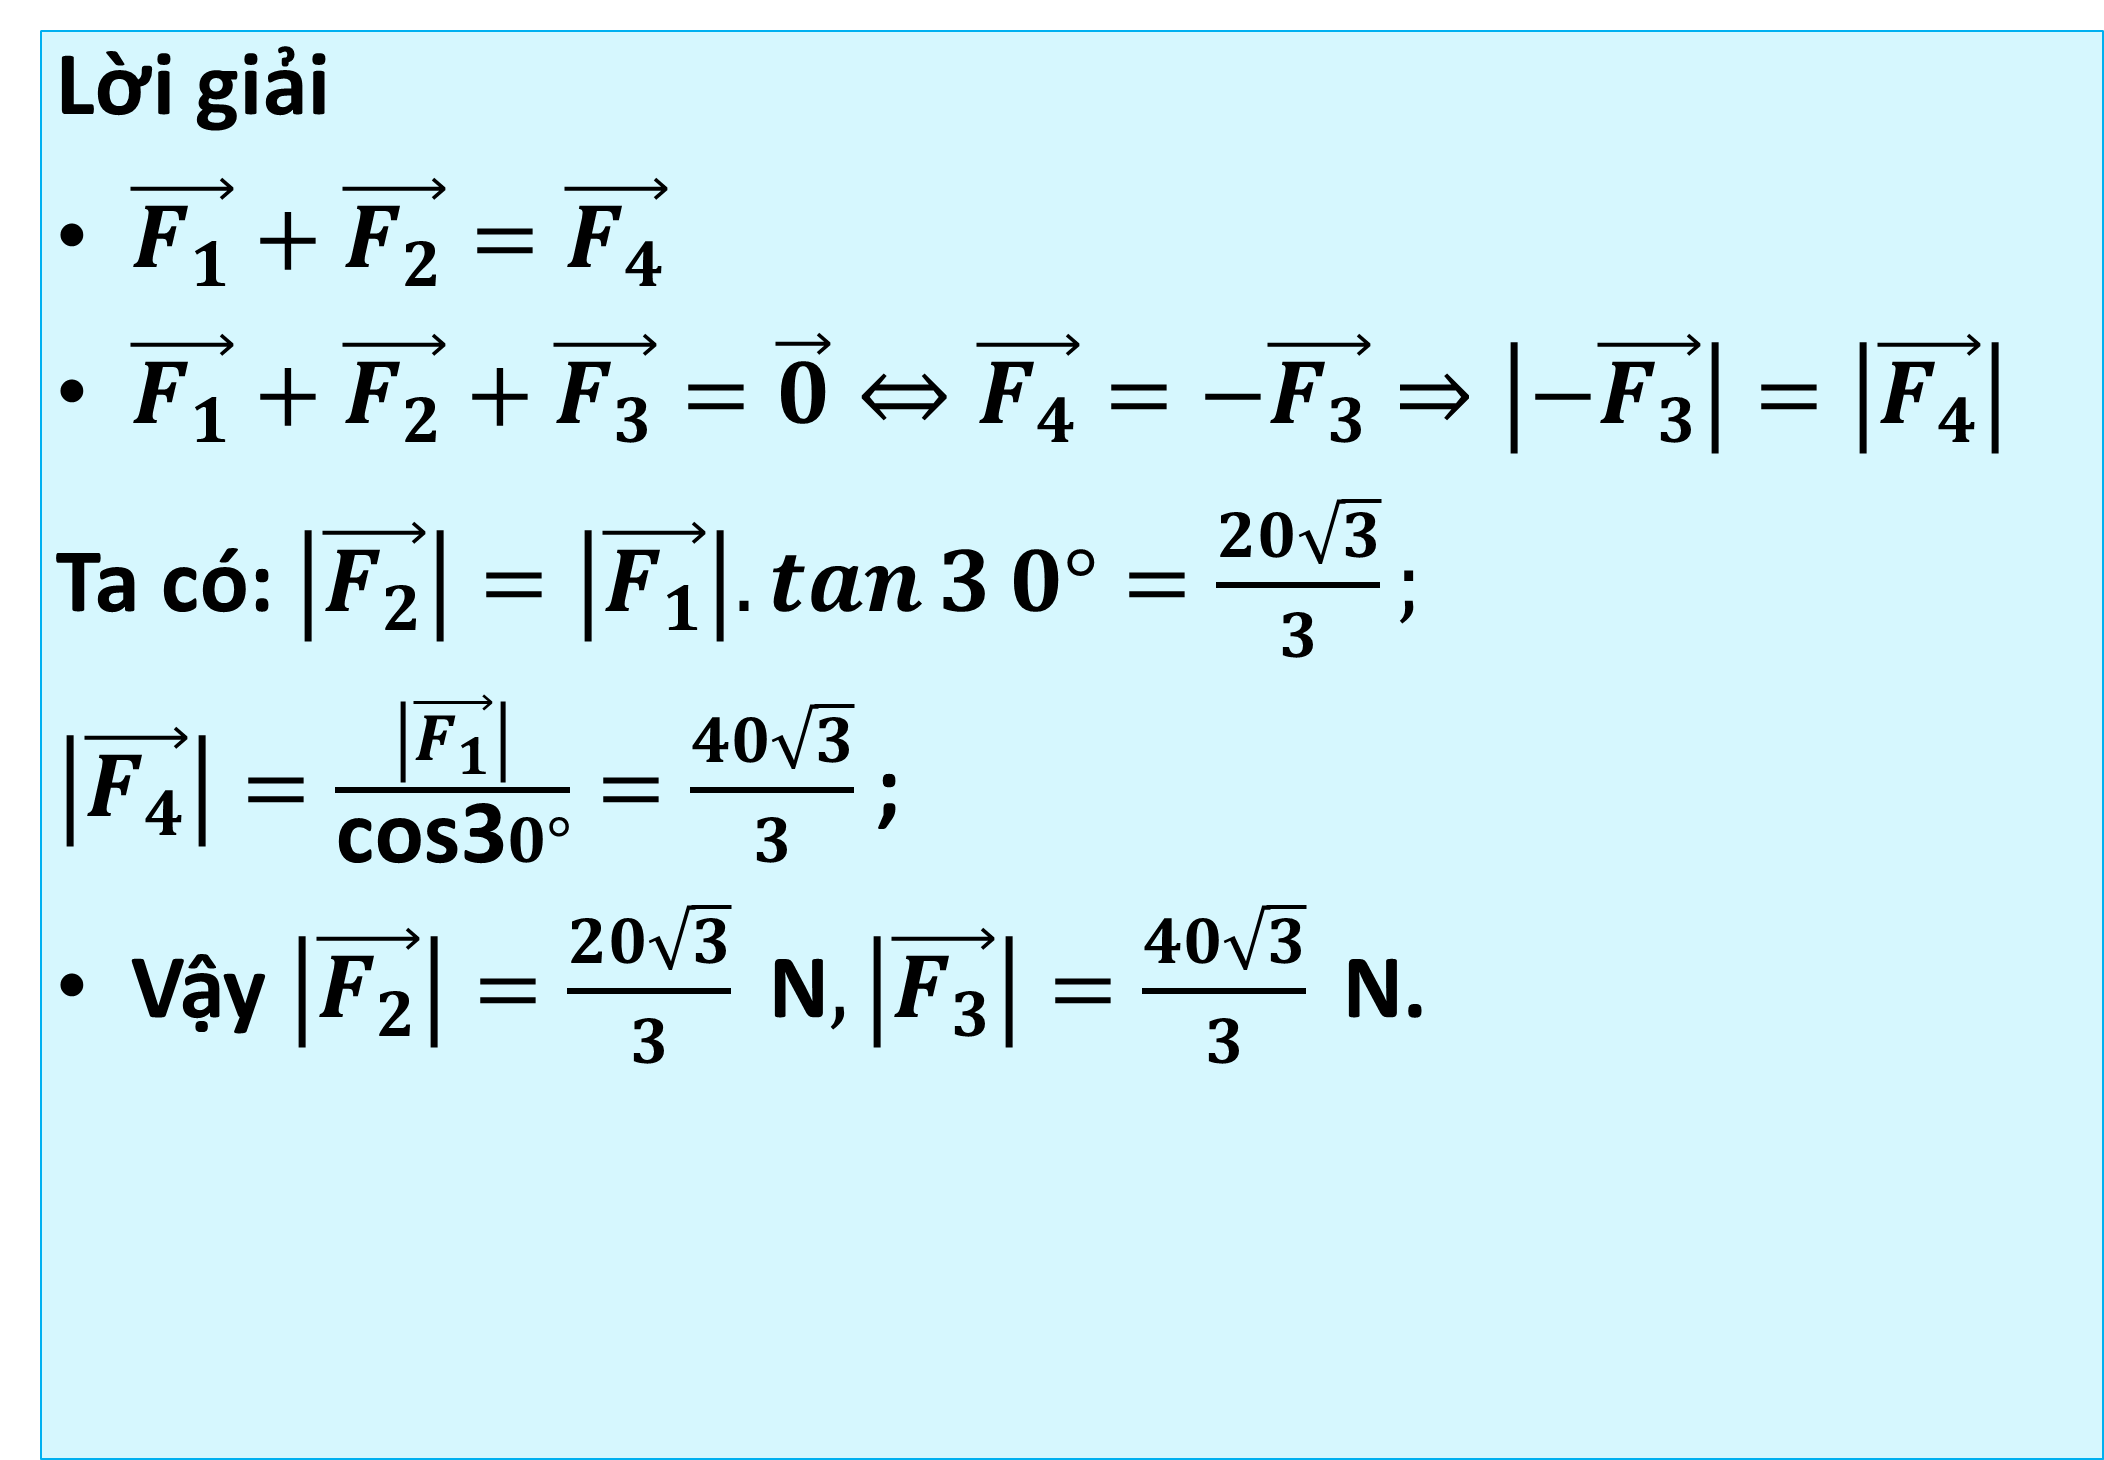 Lời giải
• $\overrightarrow{F_1} + \overrightarrow{F_2} = \overrightarrow{F_4}$
• $\overrightarrow{F_1} + \overrightarrow{F_2} + \overrightarrow{F_3} = \overrightarrow{0} \Leftrightarrow \overrightarrow{F_4} = -\overrightarrow{F_3} \Rightarrow \left|-\overrightarrow{F_3}\right| = \left|\overrightarrow{F_4}\right|$
Ta có: $\left|\overrightarrow{F_2}\right| = \left|\overrightarrow{F_1}\right|. tan 3 0° = \frac{20\sqrt{3}}{3}$;
$\left|\overrightarrow{F_4}\right| = \frac{\left|\overrightarrow{F_1}\right|}{cos30°} = \frac{40\sqrt{3}}{3}$ ;
• Vậy $\left|\overrightarrow{F_2}\right| = \frac{20\sqrt{3}}{3}$ N, $\left|\overrightarrow{F_3}\right| = \frac{40\sqrt{3}}{3}$ N.